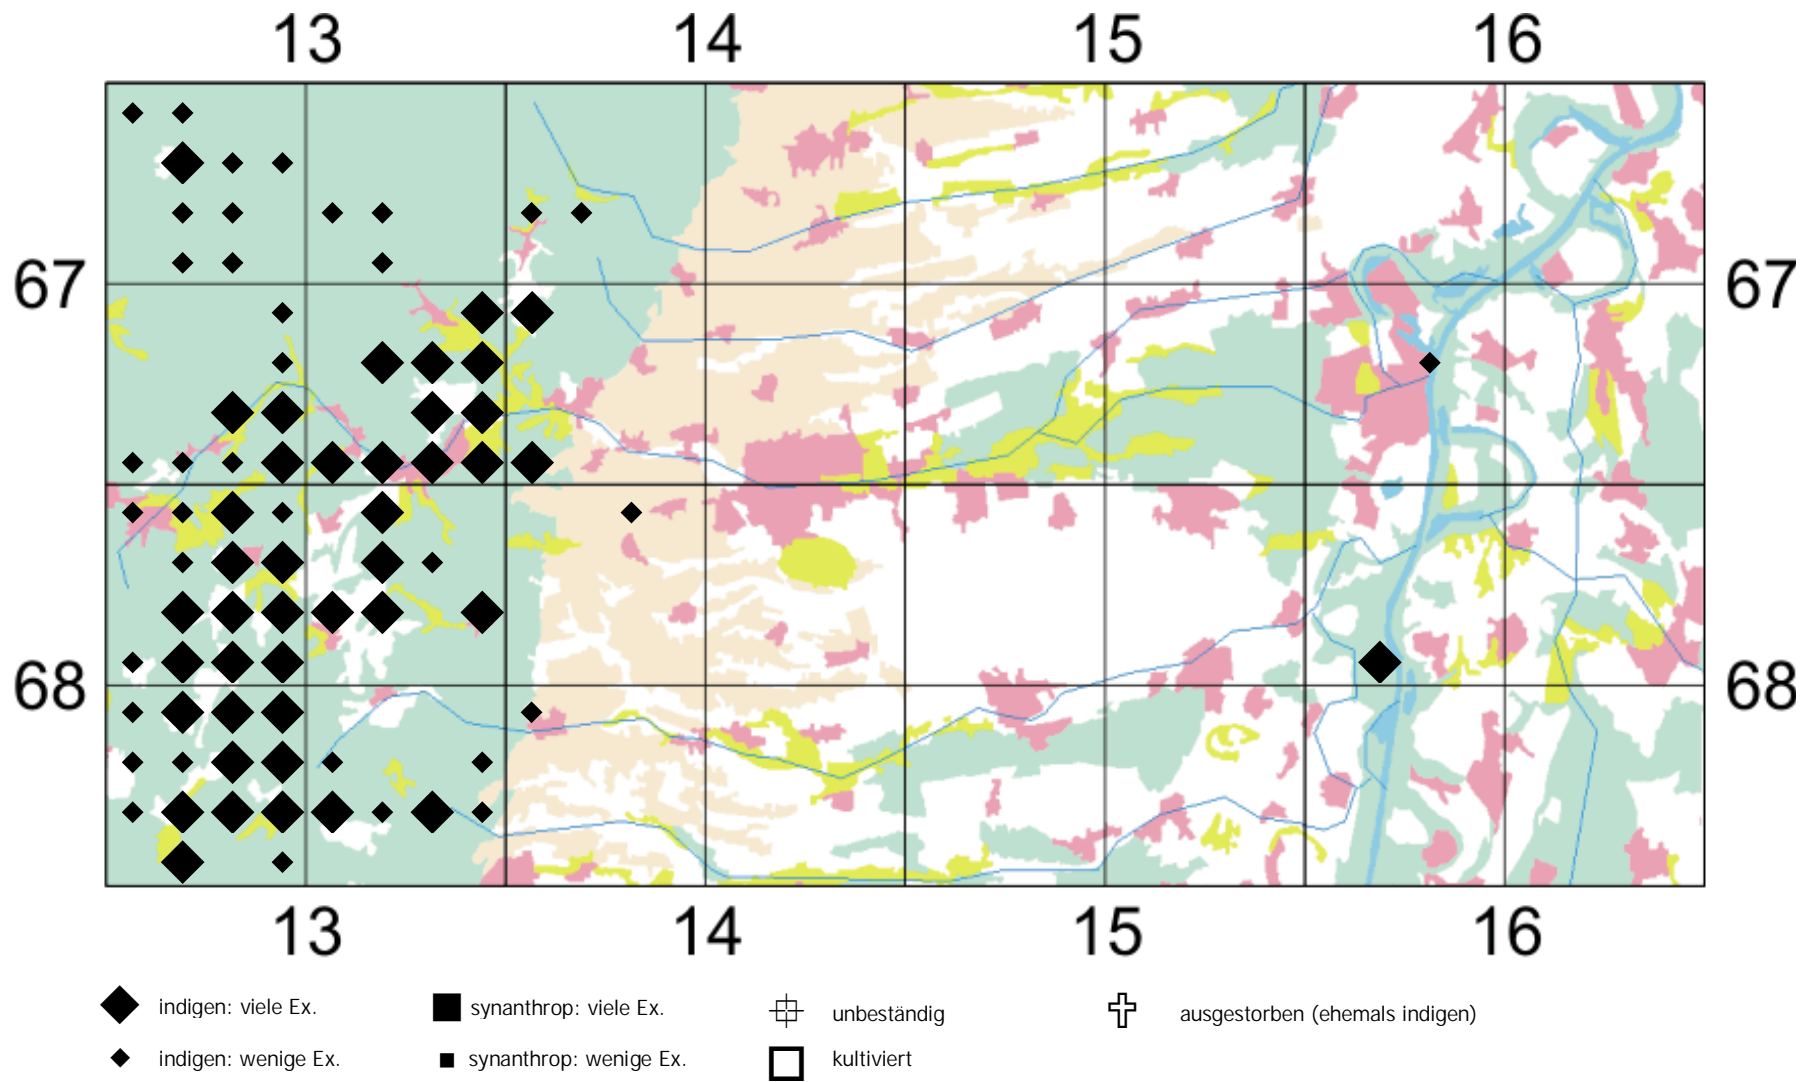 13 14 15 16
67 67
68 68
13 14 15 16
indigen: viele Ex. synanthrop: viele Ex. unbeständig ausgestorben (ehemals indigen)
indigen: wenige Ex. synanthrop: wenige Ex. kultiviert